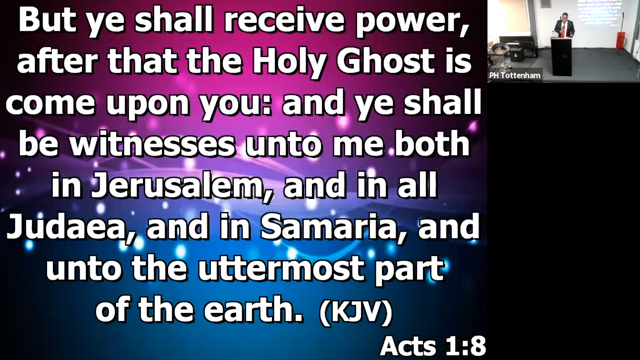 But ye shall receive power,
after that the Holy Ghost is
come upon you: and ye shall
be witnesses unto me both
in Jerusalem, and in all
Judaea, and in Samaria, and
unto the uttermost part
of the earth. (KJV)
Acts 1:8
PH Tottenham